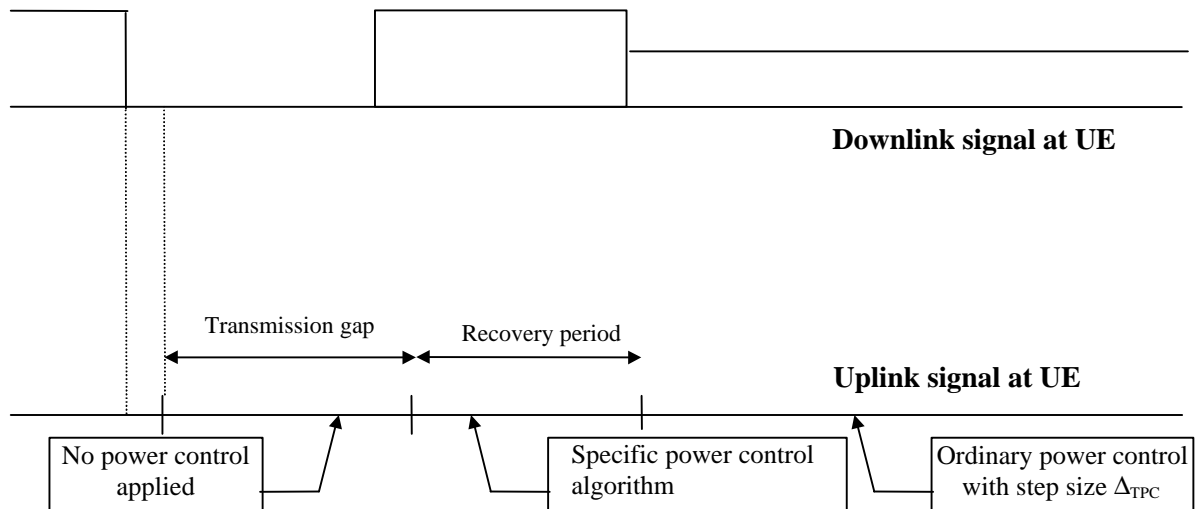 Downlink signal at UE
Transmission gap
Recovery period
Uplink signal at UE
No power control
applied
Specific power control
algorithm
Ordinary power control
with step size ΔTPC